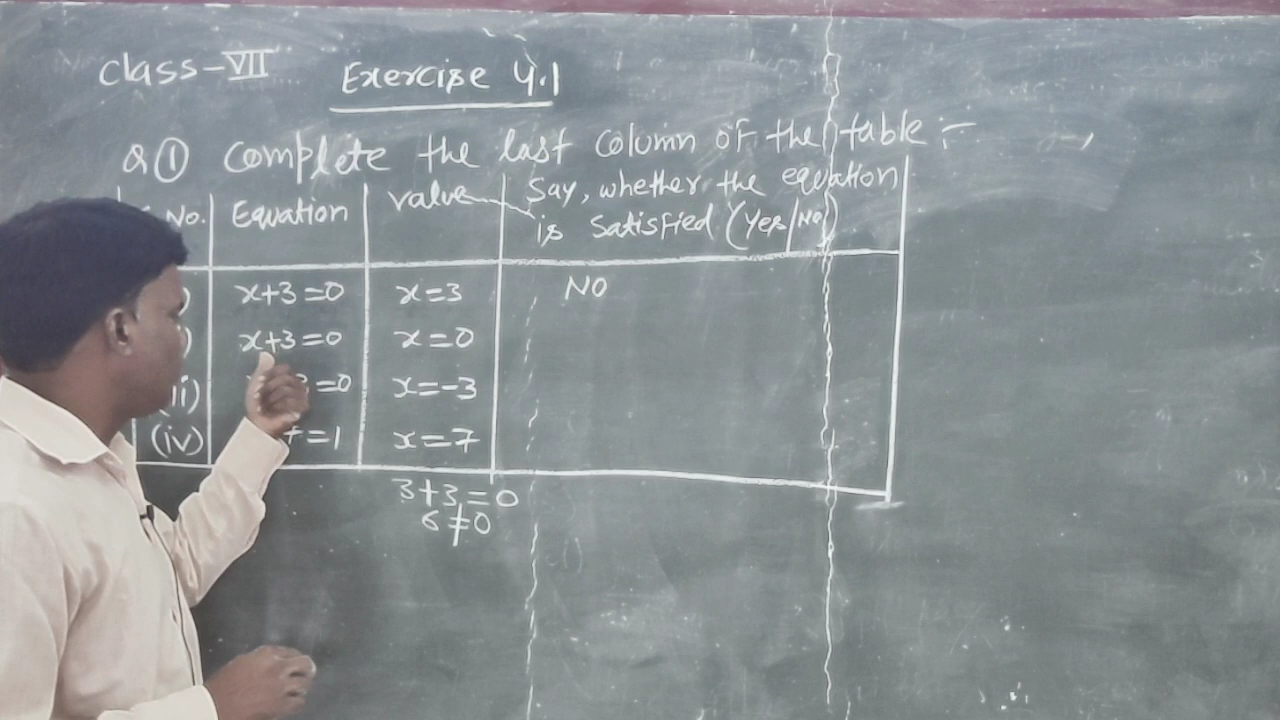 Class-VII Exercise 4.1
Q① Complete the last column of the table :-
No. Equation value Say, whether the equation
is satisfied (Yes/No)
) x+3=0 x=3 NO
) x+3=0 x=0
ii) =0 x=-3
(iv) =1 x=7
3+3=0
6≠0